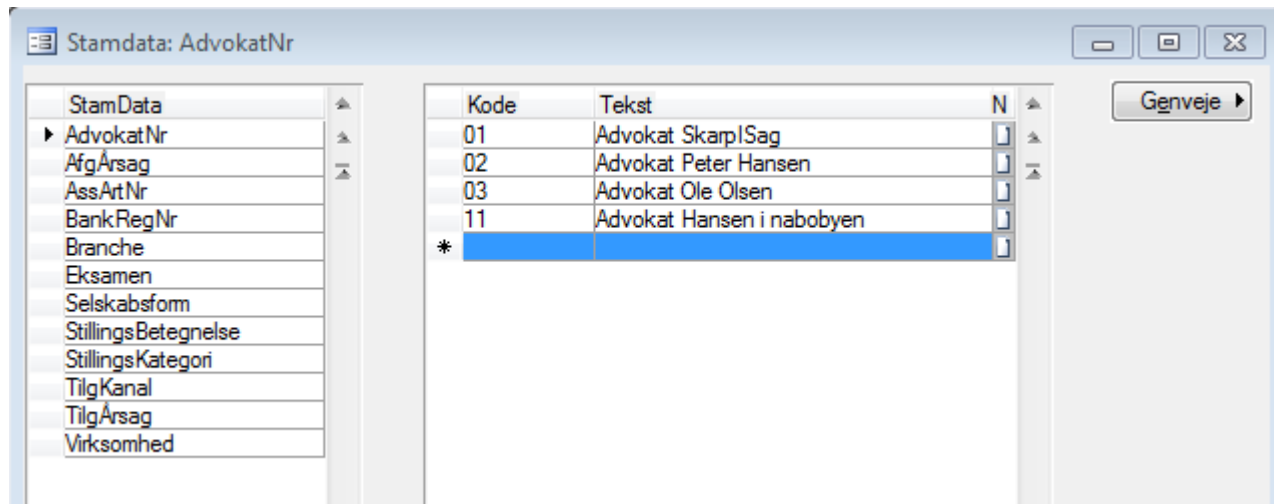 Stamdata: AdvokatNr
StamData
AdvokatNr
AfgÅrsag
AssArtNr
BankRegNr
Branche
Eksamen
Selskabsform
StillingsBetegnelse
StillingsKategori
TilgKanal
TilgÅrsag
Virksomhed
Kode Tekst N
01 Advokat SkarpISag
02 Advokat Peter Hansen
03 Advokat Ole Olsen
11 Advokat Hansen i nabobyen
Genveje